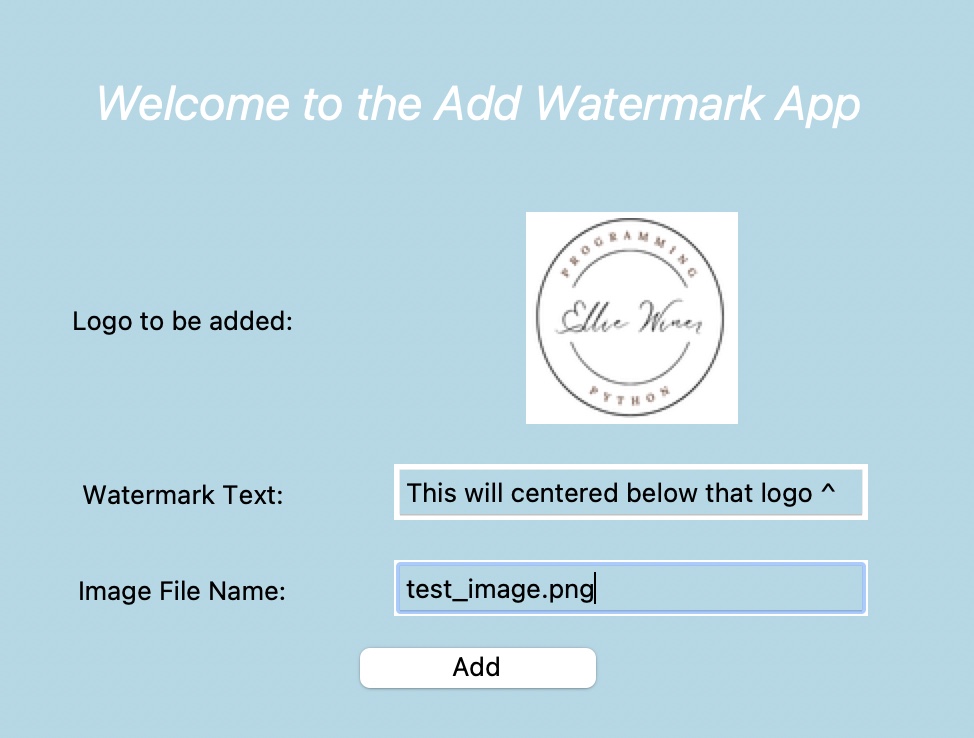 Welcome to the Add Watermark App
Logo to be added:
PROGRAMMING
Ellie Winer
PYTHON
Watermark Text:
This will centered below that logo ^
Image File Name:
test_image.png
Add